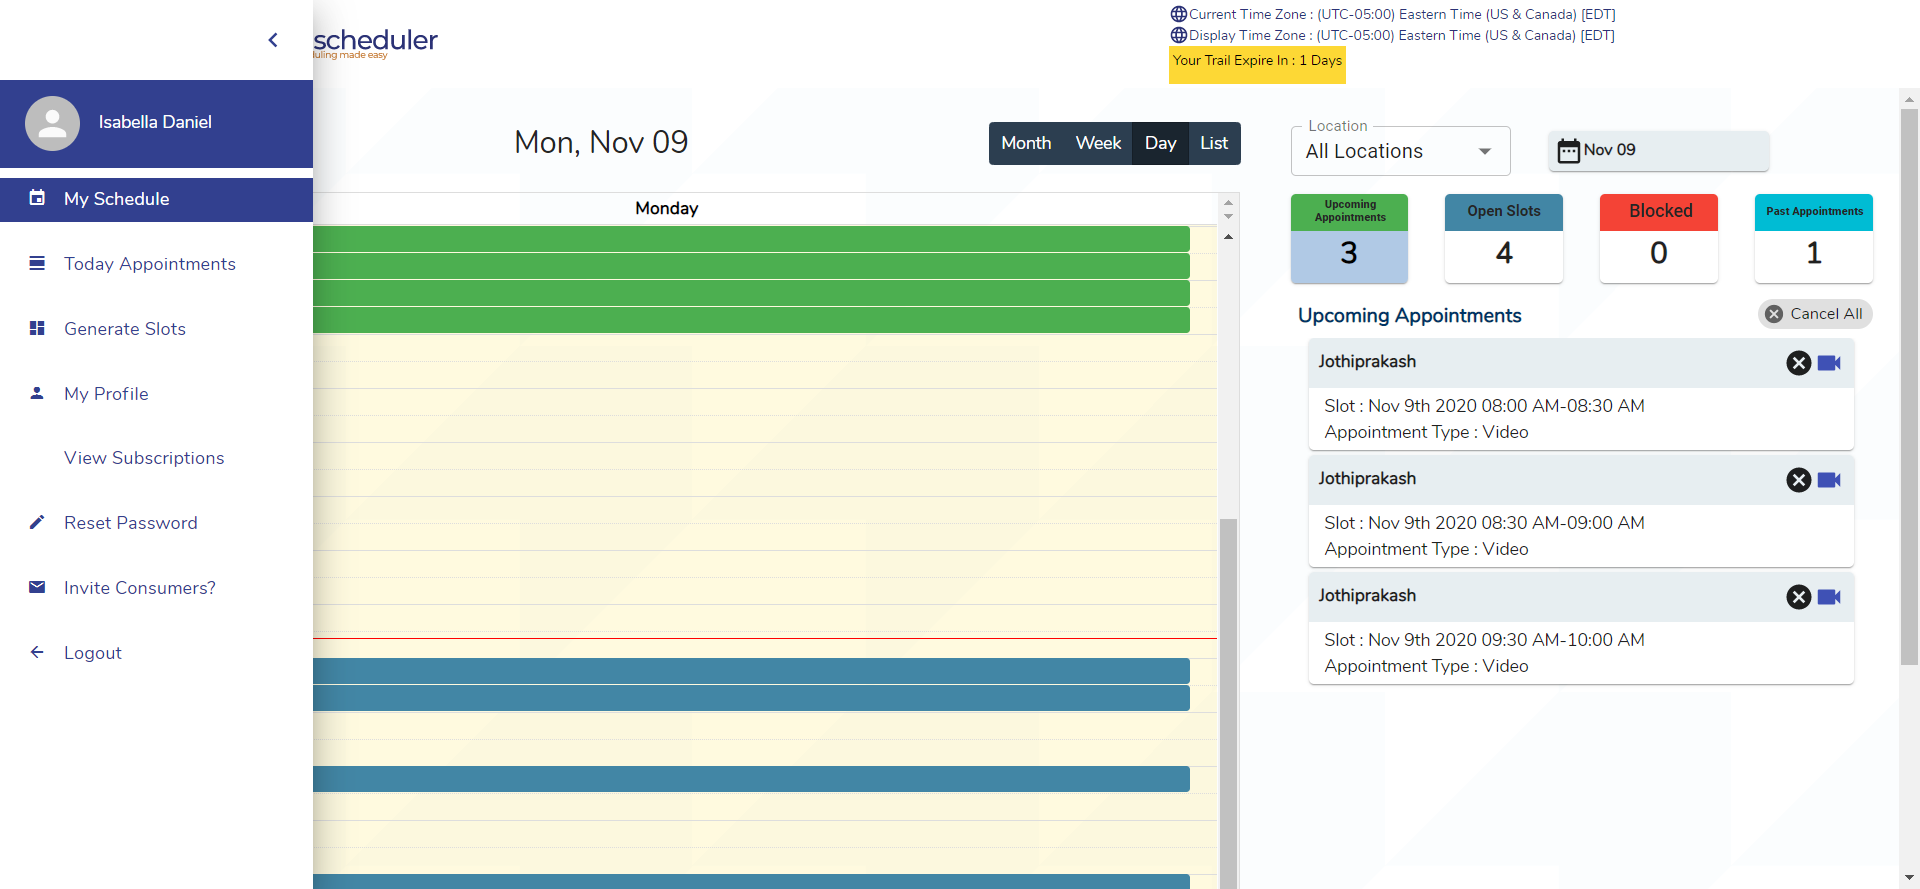 scheduler
duling made easy
Current Time Zone : (UTC-05:00) Eastern Time (US & Canada) [EDT]
Display Time Zone : (UTC-05:00) Eastern Time (US & Canada) [EDT]
Your Trail Expire In : 1 Days
Isabella Daniel
My Schedule
Today Appointments
Generate Slots
My Profile
View Subscriptions
Reset Password
Invite Consumers?
Logout
Mon, Nov 09
Month Week Day List
Monday
Location
All Locations
Nov 09
Upcoming
Appointments
3
Open Slots
4
Blocked
0
Past Appointments
1
Upcoming Appointments
Cancel All
Jothiprakash
Slot : Nov 9th 2020 08:00 AM-08:30 AM
Appointment Type : Video
Jothiprakash
Slot : Nov 9th 2020 08:30 AM-09:00 AM
Appointment Type : Video
Jothiprakash
Slot : Nov 9th 2020 09:30 AM-10:00 AM
Appointment Type : Video